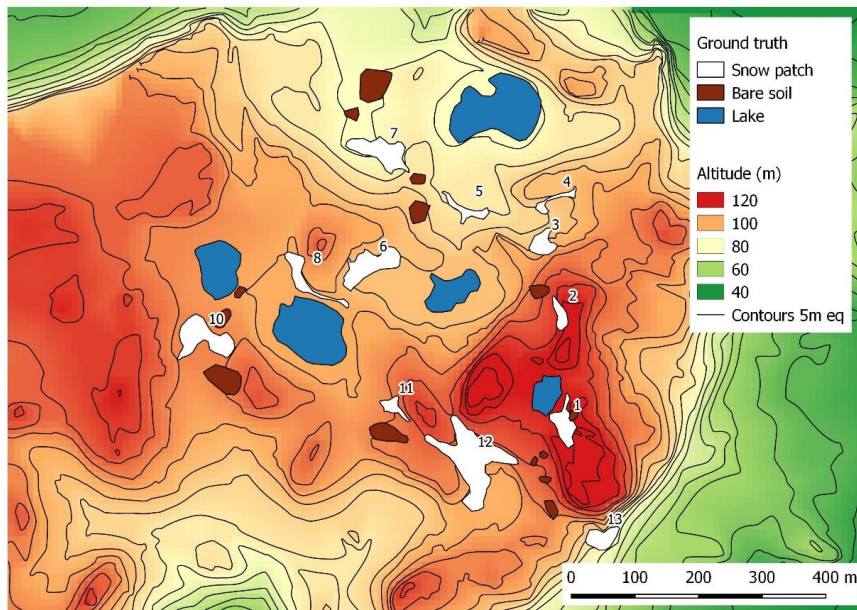 Ground truth
Snow patch
Bare soil
Lake
Altitude (m)
120
100
80
60
40
Contours 5m eq
7
5
4
3
6
8
2
10
11
1
12
13
0 100 200 300 400 m